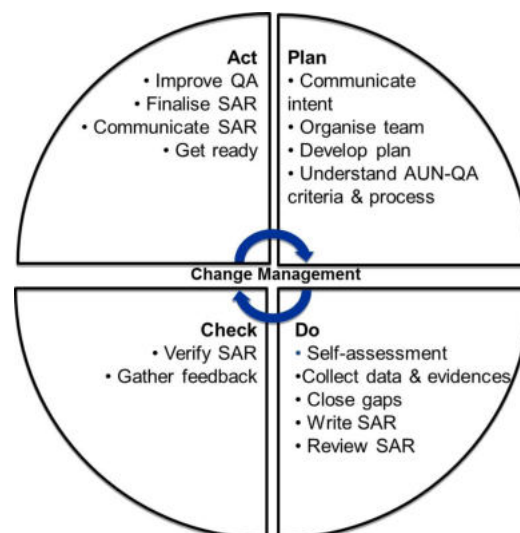 Act
• Improve QA
• Finalise SAR
• Communicate SAR
• Get ready
Plan
• Communicate
intent
• Organise team
• Develop plan
• Understand AUN-QA
criteria & process
Change Management
Check
• Verify SAR
• Gather feedback
Do
• Self-assessment
•Collect data & evidences
• Close gaps
• Write SAR
• Review SAR